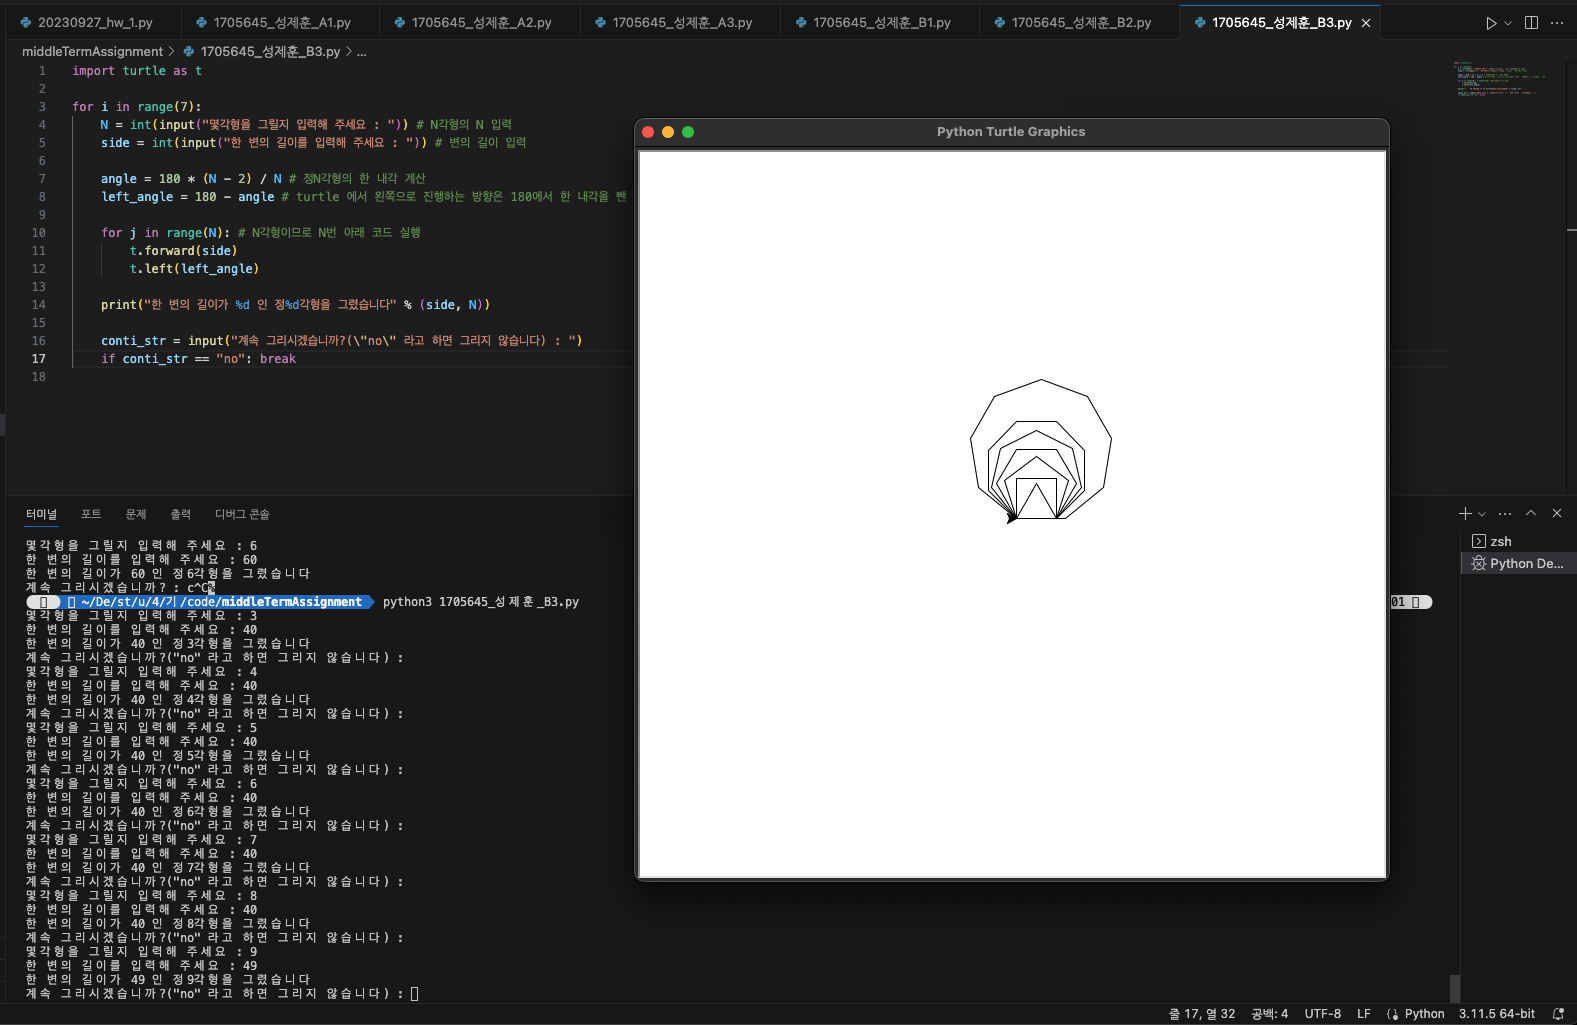 20230927_hw_1.py 1705645_성제훈_A1.py 1705645_성제훈_A2.py 1705645_성제훈_A3.py 1705645_성제훈_B1.py 1705645_성제훈_B2.py 1705645_성제훈_B3.py
middleTermAssignment > 1705645_성제훈_B3.py > ...
1 import turtle as t
2
3 for i in range(7):
4 N = int(input("몇각형을 그릴지 입력해 주세요 : ")) # N각형의 N 입력
5 side = int(input("한 변의 길이를 입력해 주세요 : ")) # 변의 길이 입력
6
7 angle = 180 * (N - 2) / N # 정N각형의 한 내각 계산
8 left_angle = 180 - angle # turtle 에서 왼쪽으로 진행하는 방향은 180에서 한 내각을 뺀
9
10 for j in range(N): # N각형이므로 N번 아래 코드 실행
11 t.forward(side)
12 t.left(left_angle)
13
14 print("한 변의 길이가 %d 인 정%d각형을 그렸습니다" % (side, N))
15
16 conti_str = input("계속 그리시겠습니까?(\"no\" 라고 하면 그리지 않습니다) : ")
17 if conti_str == "no": break
18
Python Turtle Graphics
터미널 포트 문제 출력 디버그 콘솔
몇각형을 그릴지 입력해 주세요 : 6
한 변의 길이를 입력해 주세요 : 60
한 변의 길이가 60 인 정6각형을 그렸습니다
계속 그리시겠습니까? : c^C%
~/De/st/u/4/기/code/middleTermAssignment python3 1705645_성제훈_B3.py 01
몇각형을 그릴지 입력해 주세요 : 3
한 변의 길이를 입력해 주세요 : 40
한 변의 길이가 40 인 정3각형을 그렸습니다
계속 그리시겠습니까?("no" 라고 하면 그리지 않습니다) :
몇각형을 그릴지 입력해 주세요 : 4
한 변의 길이를 입력해 주세요 : 40
한 변의 길이가 40 인 정4각형을 그렸습니다
계속 그리시겠습니까?("no" 라고 하면 그리지 않습니다) :
몇각형을 그릴지 입력해 주세요 : 5
한 변의 길이를 입력해 주세요 : 40
한 변의 길이가 40 인 정5각형을 그렸습니다
계속 그리시겠습니까?("no" 라고 하면 그리지 않습니다) :
몇각형을 그릴지 입력해 주세요 : 6
한 변의 길이를 입력해 주세요 : 40
한 변의 길이가 40 인 정6각형을 그렸습니다
계속 그리시겠습니까?("no" 라고 하면 그리지 않습니다) :
몇각형을 그릴지 입력해 주세요 : 7
한 변의 길이를 입력해 주세요 : 40
한 변의 길이가 40 인 정7각형을 그렸습니다
계속 그리시겠습니까?("no" 라고 하면 그리지 않습니다) :
몇각형을 그릴지 입력해 주세요 : 8
한 변의 길이를 입력해 주세요 : 40
한 변의 길이가 40 인 정8각형을 그렸습니다
계속 그리시겠습니까?("no" 라고 하면 그리지 않습니다) :
몇각형을 그릴지 입력해 주세요 : 9
한 변의 길이를 입력해 주세요 : 49
한 변의 길이가 49 인 정9각형을 그렸습니다
계속 그리시겠습니까?("no" 라고 하면 그리지 않습니다) :
zsh
Python De...
줄 17, 열 32 공백: 4 UTF-8 LF Python 3.11.5 64-bit